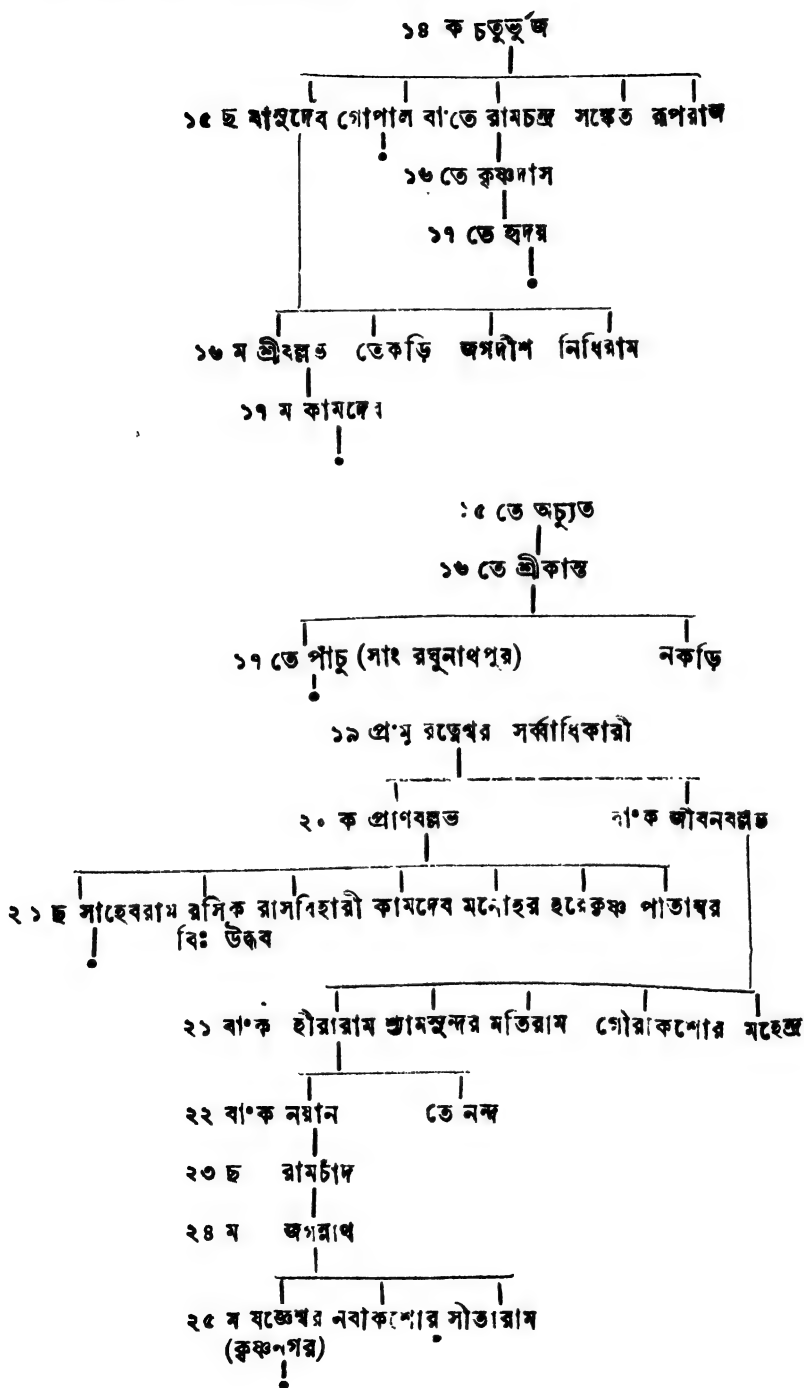 ১৪ ক চতুর্ভুজ
১৫ ছ বাসুদেব গোপাল বা॰তে রামচন্দ্র সঙ্কেত রূপরাজ
১৬ তে কৃষ্ণদাস
১৭ তে হৃদয়
১৬ ম শ্রীবল্লভ তেকড়ি জগদীশ নিধিরাম
১৭ ম কামদেব
১৫ তে অচ্যুত
১৬ তে শ্রীকান্ত
১৭ তে পাঁচু (সাং রঘুনাথপুর) নকড়ি
১৯ প্র॰মু রত্নেশ্বর সর্ব্বাধিকারী
২০ ক প্রাণবল্লভ বা॰ক জীবনবল্লভ
২১ ছ সাহেবরাম রসিক রাসবিহারী কামদেব মনোহর হরেকৃষ্ণ পীতাম্বর
বিঃ উদ্ধব
২১ বা॰ক হীরারাম শ্যামসুন্দর মতিরাম গৌরকিশোর মহেন্দ্র
২২ বা॰ক নয়ান তে নন্দ
২৩ ছ রামচাঁদ
২৪ ম জগন্নাথ
২৫ ম যজ্ঞেশ্বর নবকিশোর সীতারাম
(কৃষ্ণনগর)